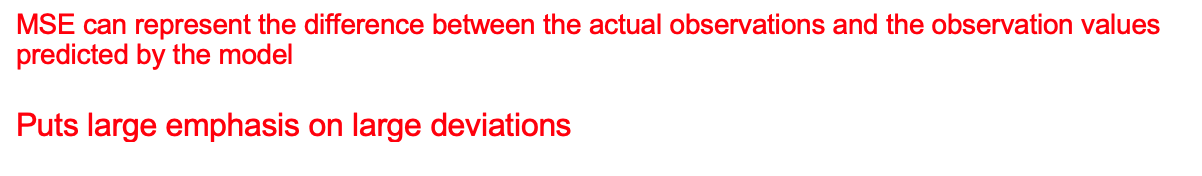 MSE can represent the difference between the actual observations and the observation values
predicted by the model
Puts large emphasis on large deviations